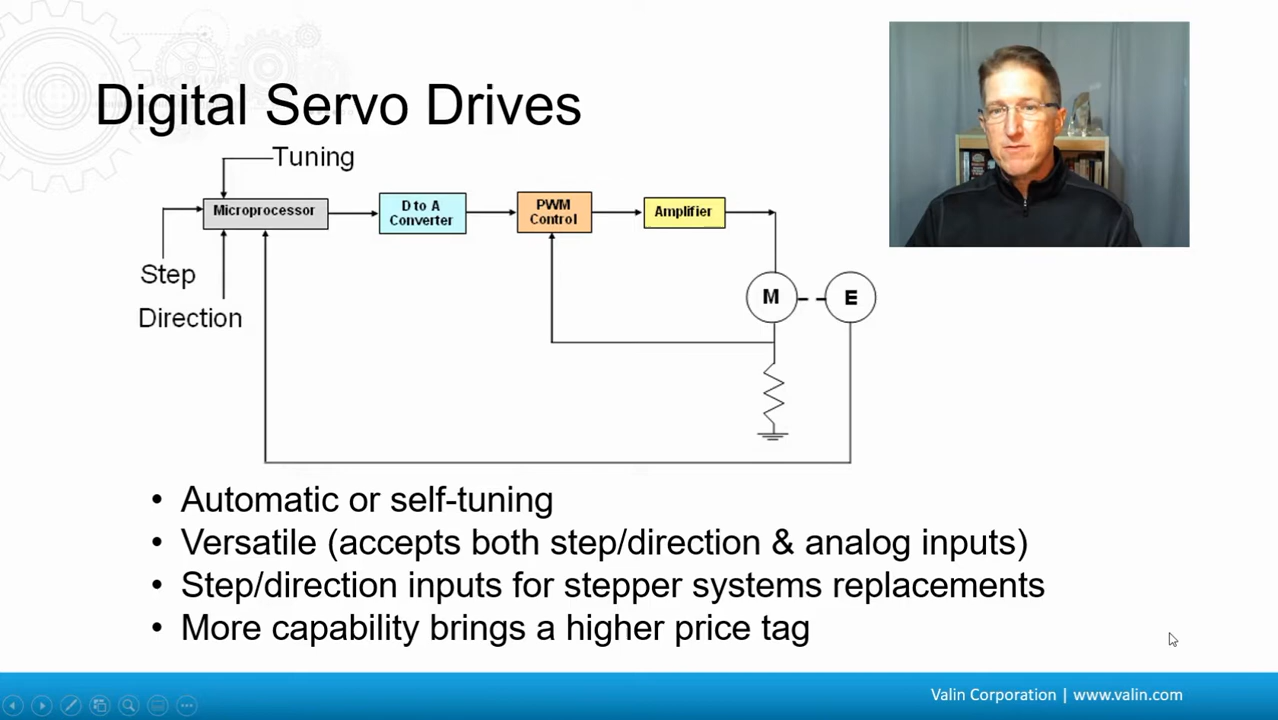 Digital Servo Drives
Tuning
Microprocessor
D to A
Converter
PWM
Control
Amplifier
Step
Direction
M
E
• Automatic or self-tuning
• Versatile (accepts both step/direction & analog inputs)
• Step/direction inputs for stepper systems replacements
• More capability brings a higher price tag
Valin Corporation | www.valin.com